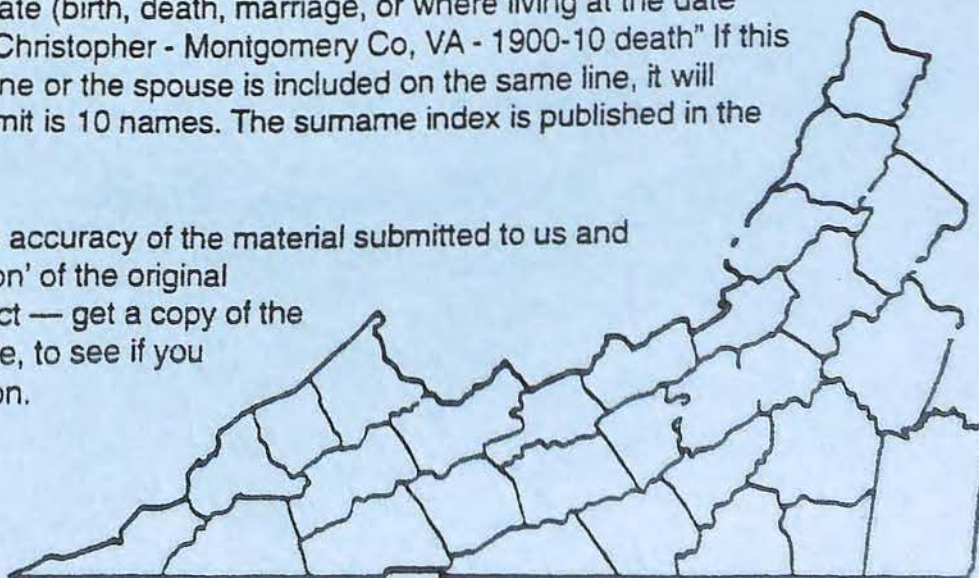 ate (birth, death, marriage, or where living at the date
Christopher - Montgomery Co, VA - 1900-10 death" If this
ne or the spouse is included on the same line, it will
mit is 10 names. The surname index is published in the
accuracy of the material submitted to us and
on' of the original
ct — get a copy of the
e, to see if you
on.